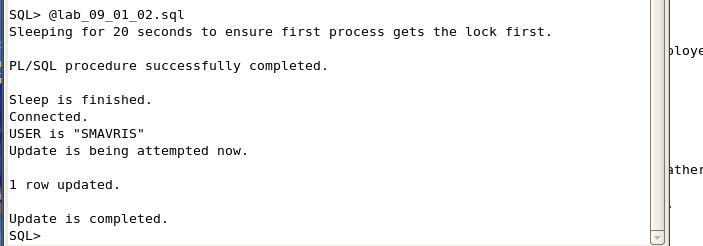 SQL> @lab_09_01_02.sql
Sleeping for 20 seconds to ensure first process gets the lock first.
PL/SQL procedure successfully completed.
Sleep is finished.
Connected.
USER is "SMAVRIS"
Update is being attempted now.
1 row updated.
Update is completed.
SQL>